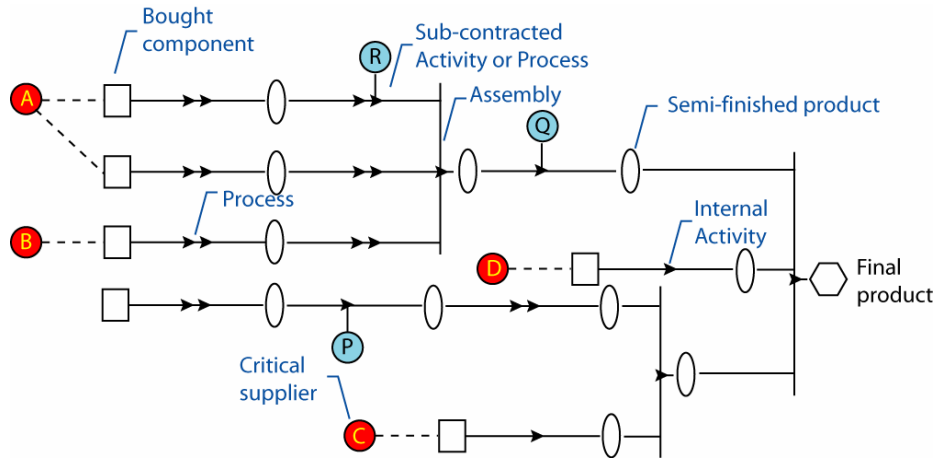 Bought
component
R
Sub-contracted
Activity or Process
A
Assembly
Semi-finished product
Q
Process
B
Internal
Activity
D
Final
product
P
Critical
supplier
C